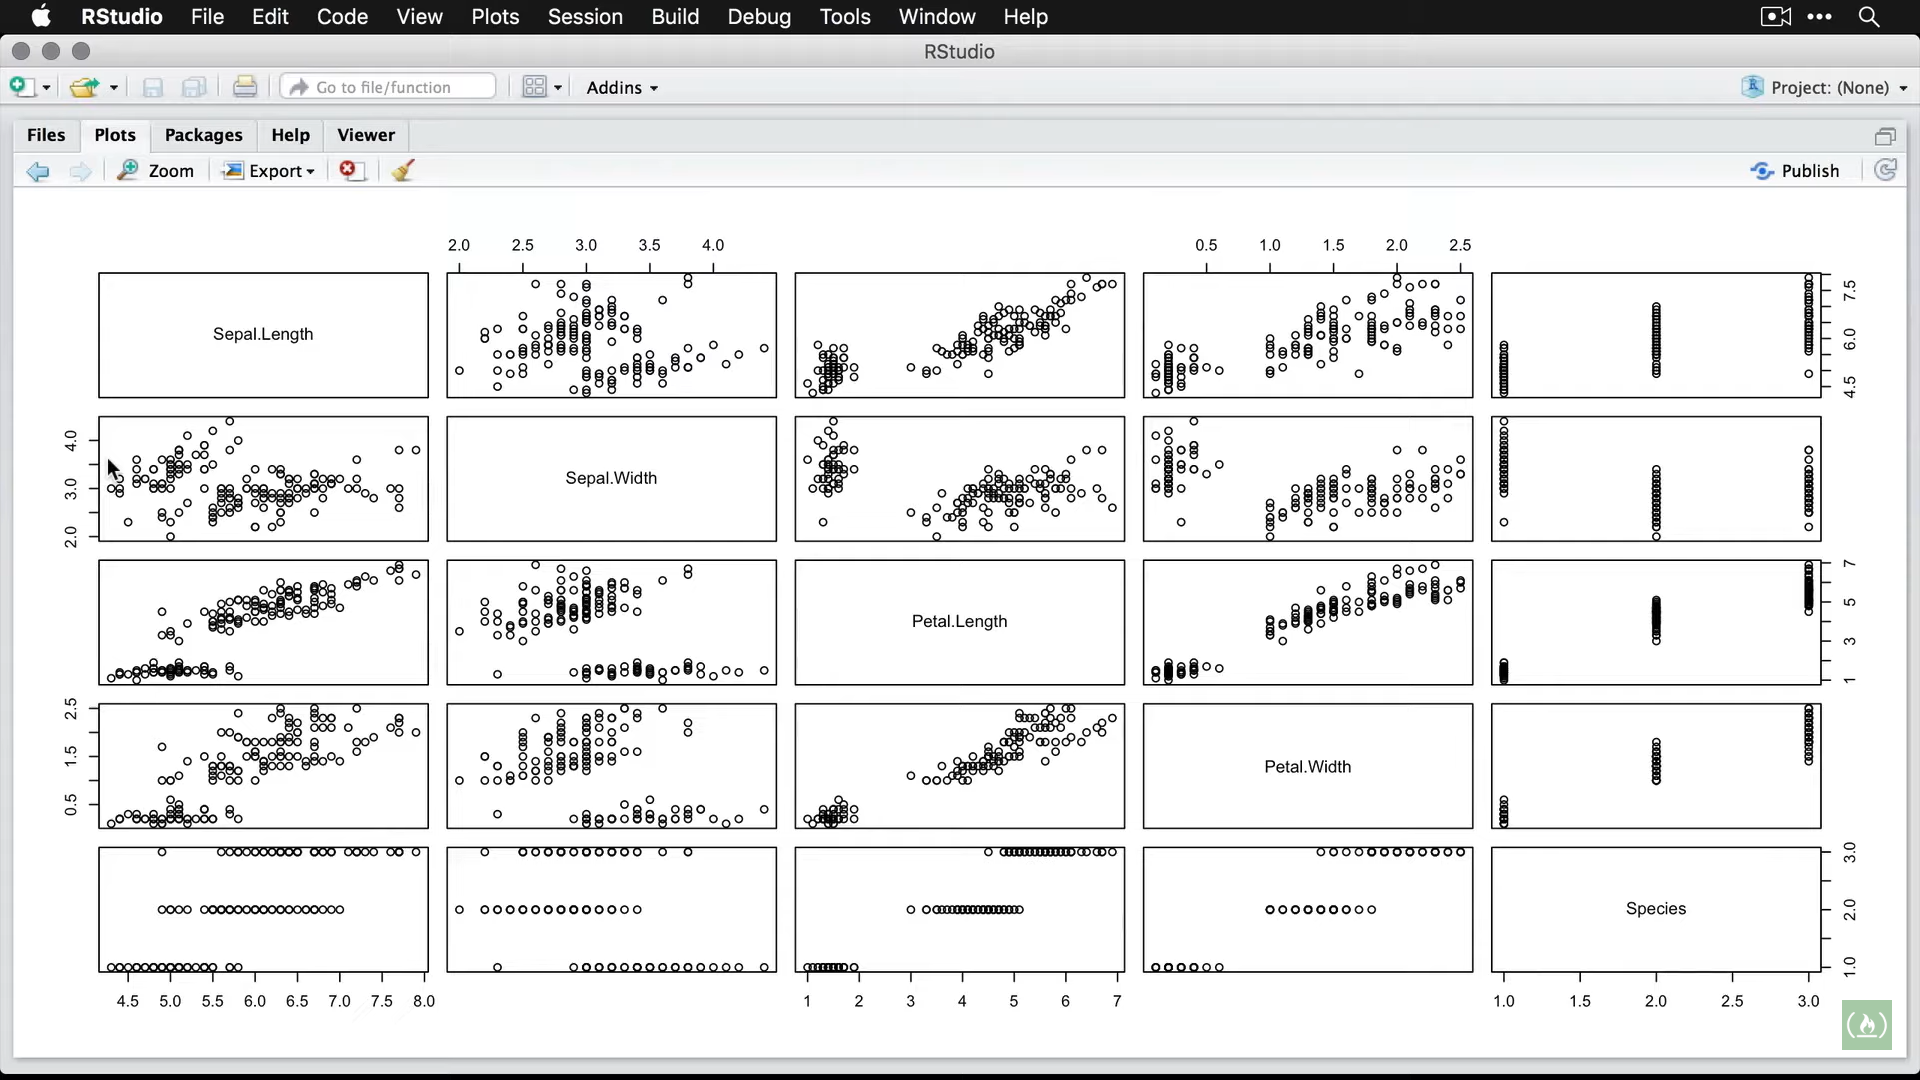 RStudio File Edit Code View Plots Session Build Debug Tools Window Help
RStudio
Go to file/function Addins Project: (None)
Files Plots Packages Help Viewer
Zoom Export Publish
2.0 2.5 3.0 3.5 4.0 0.5 1.0 1.5 2.0 2.5
Sepal.Length
4.5 6.0 7.5
2.0 3.0 4.0
Sepal.Width
Petal.Length
1 3 5 7
0.5 1.5 2.5
Petal.Width
Species
1.0 2.0 3.0
4.5 5.0 5.5 6.0 6.5 7.0 7.5 8.0 1 2 3 4 5 6 7 1.0 1.5 2.0 2.5 3.0